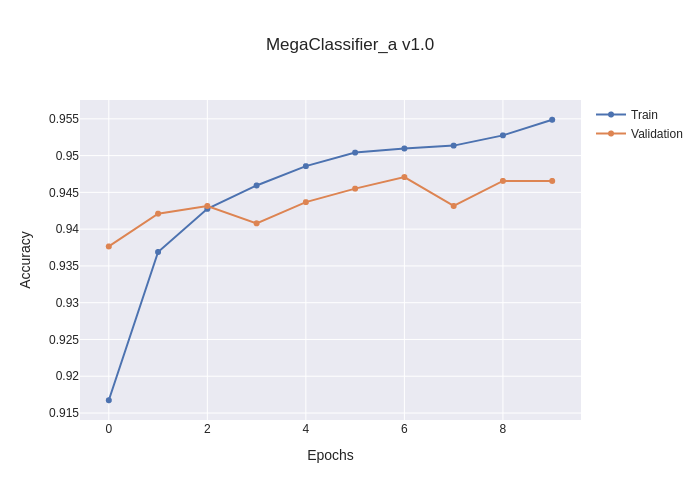 MegaClassifier_a v1.0
Train
Validation
Accuracy
0.955
0.95
0.945
0.94
0.935
0.93
0.925
0.92
0.915
0 2 4 6 8
Epochs